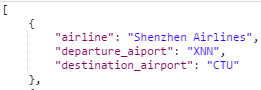 [
{
"airline": "Shenzhen Airlines",
"departure_aiport": "XNN",
"destination_airport": "CTU"
},